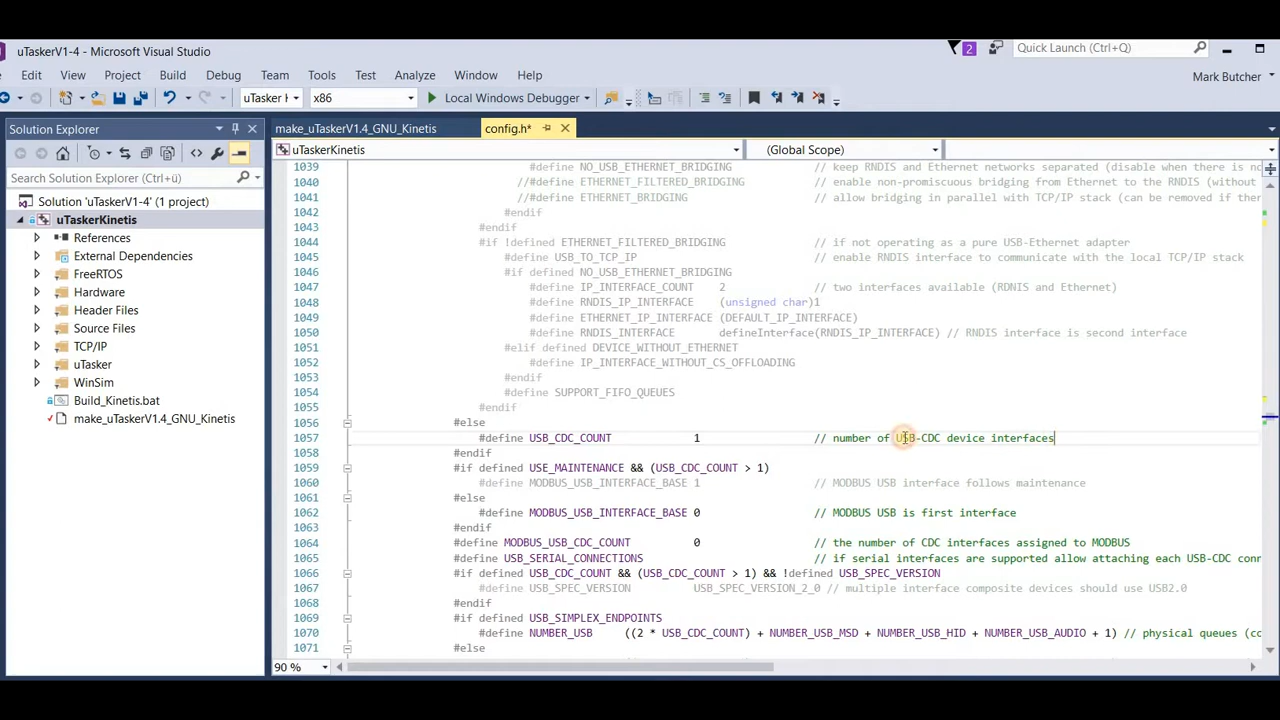 uTaskerV1-4 - Microsoft Visual Studio
2
Quick Launch (Ctrl+Q)
Edit View Project Build Debug Team Tools Test Analyze Window Help
Mark Butcher
uTasker K x86 Local Windows Debugger
Solution Explorer
make_uTaskerV1.4_GNU_Kinetis config.h*
uTaskerKinetis (Global Scope)
Search Solution Explorer (Ctrl+ü)
Solution 'uTaskerV1-4' (1 project)
uTaskerKinetis
References
External Dependencies
FreeRTOS
Hardware
Header Files
Source Files
TCP/IP
uTasker
WinSim
Build_Kinetis.bat
make_uTaskerV1.4_GNU_Kinetis
1039 #define NO_USB_ETHERNET_BRIDGING // keep RNDIS and Ethernet networks separated (disable when there is no
1040 //#define ETHERNET_FILTERED_BRIDGING // enable non-promiscuous bridging from Ethernet to the RNDIS (without
1041 //#define ETHERNET_BRIDGING // allow bridging in parallel with TCP/IP stack (can be removed if ther
1042 #endif
1043 #endif
1044 #if !defined ETHERNET_FILTERED_BRIDGING // if not operating as a pure USB-Ethernet adapter
1045 #define USB_TO_TCP_IP // enable RNDIS interface to communicate with the local TCP/IP stack
1046 #if defined NO_USB_ETHERNET_BRIDGING
1047 #define IP_INTERFACE_COUNT 2 // two interfaces available (RDNIS and Ethernet)
1048 #define RNDIS_IP_INTERFACE (unsigned char)1
1049 #define ETHERNET_IP_INTERFACE (DEFAULT_IP_INTERFACE)
1050 #define RNDIS_INTERFACE defineInterface(RNDIS_IP_INTERFACE) // RNDIS interface is second interface
1051 #elif defined DEVICE_WITHOUT_ETHERNET
1052 #define IP_INTERFACE_WITHOUT_CS_OFFLOADING
1053 #endif
1054 #define SUPPORT_FIFO_QUEUES
1055 #endif
1056 #else
1057 #define USB_CDC_COUNT 1 // number of USB-CDC device interfaces
1058 #endif
1059 #if defined USE_MAINTENANCE && (USB_CDC_COUNT > 1)
1060 #define MODBUS_USB_INTERFACE_BASE 1 // MODBUS USB interface follows maintenance
1061 #else
1062 #define MODBUS_USB_INTERFACE_BASE 0 // MODBUS USB is first interface
1063 #endif
1064 #define MODBUS_USB_CDC_COUNT 0 // the number of CDC interfaces assigned to MODBUS
1065 #define USB_SERIAL_CONNECTIONS // if serial interfaces are supported allow attaching each USB-CDC conn
1066 #if defined USB_CDC_COUNT && (USB_CDC_COUNT > 1) && !defined USB_SPEC_VERSION
1067 #define USB_SPEC_VERSION USB_SPEC_VERSION_2_0 // multiple interface composite devices should use USB2.0
1068 #endif
1069 #if defined USB_SIMPLEX_ENDPOINTS
1070 #define NUMBER_USB ((2 * USB_CDC_COUNT) + NUMBER_USB_MSD + NUMBER_USB_HID + NUMBER_USB_AUDIO + 1) // physical queues (co
1071 #else
90 %